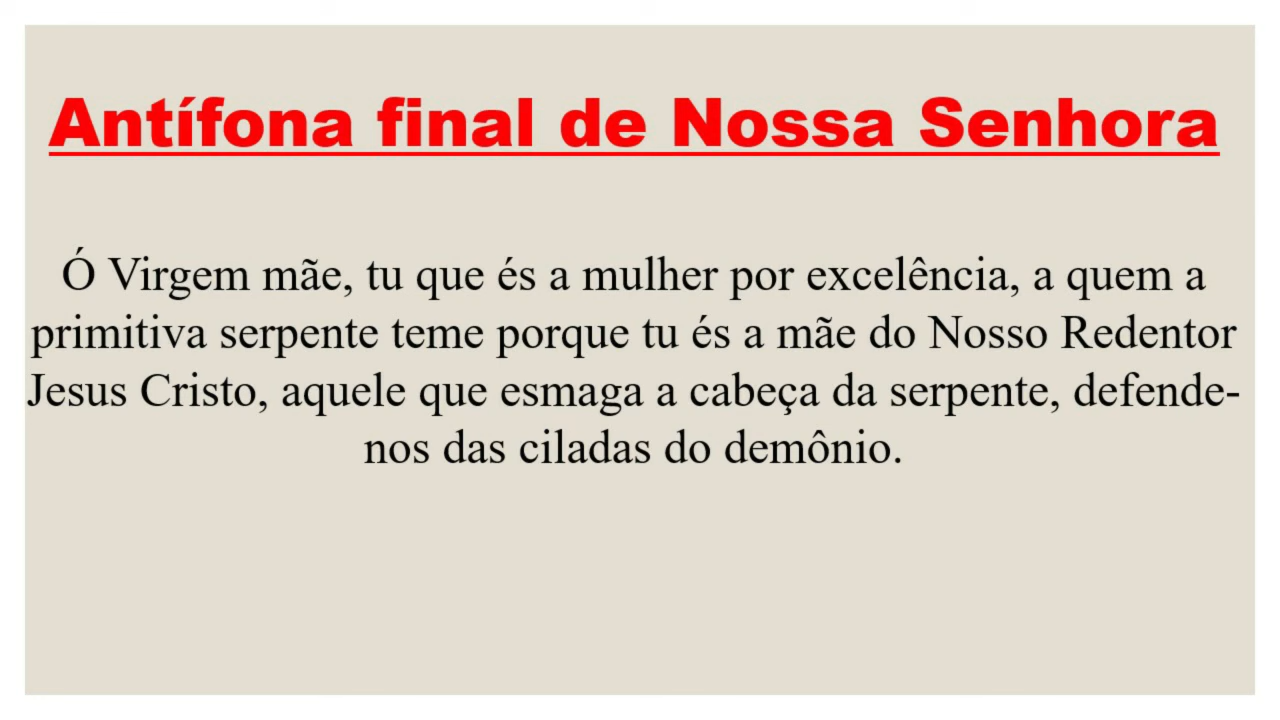 Antífona final de Nossa Senhora
Ó Virgem mãe, tu que és a mulher por excelência, a quem a
primitiva serpente teme porque tu és a mãe do Nosso Redentor
Jesus Cristo, aquele que esmaga a cabeça da serpente, defende-
nos das ciladas do demônio.